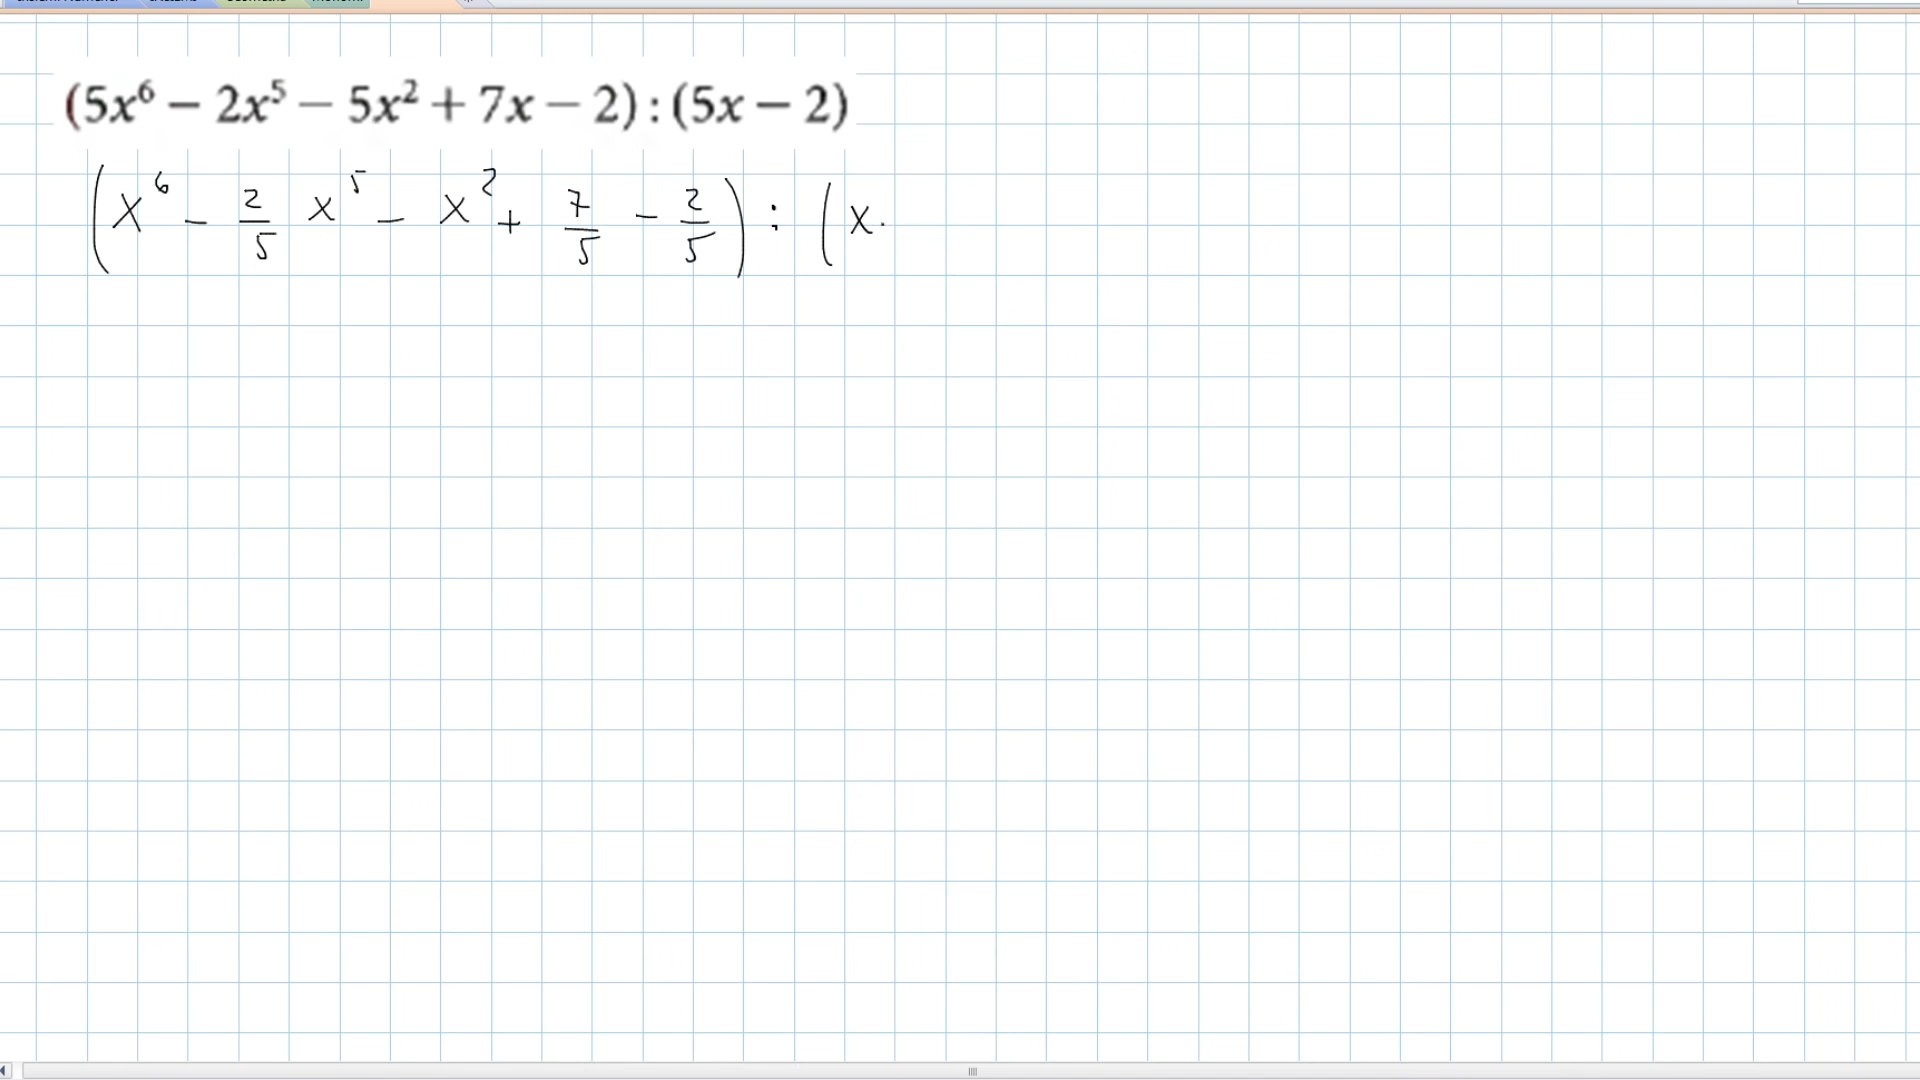 (5x⁶ − 2x⁵ − 5x² + 7x − 2) : (5x − 2)
(x⁶ − 2/5 x⁵ − x² + 7/5 − 2/5) : (x -